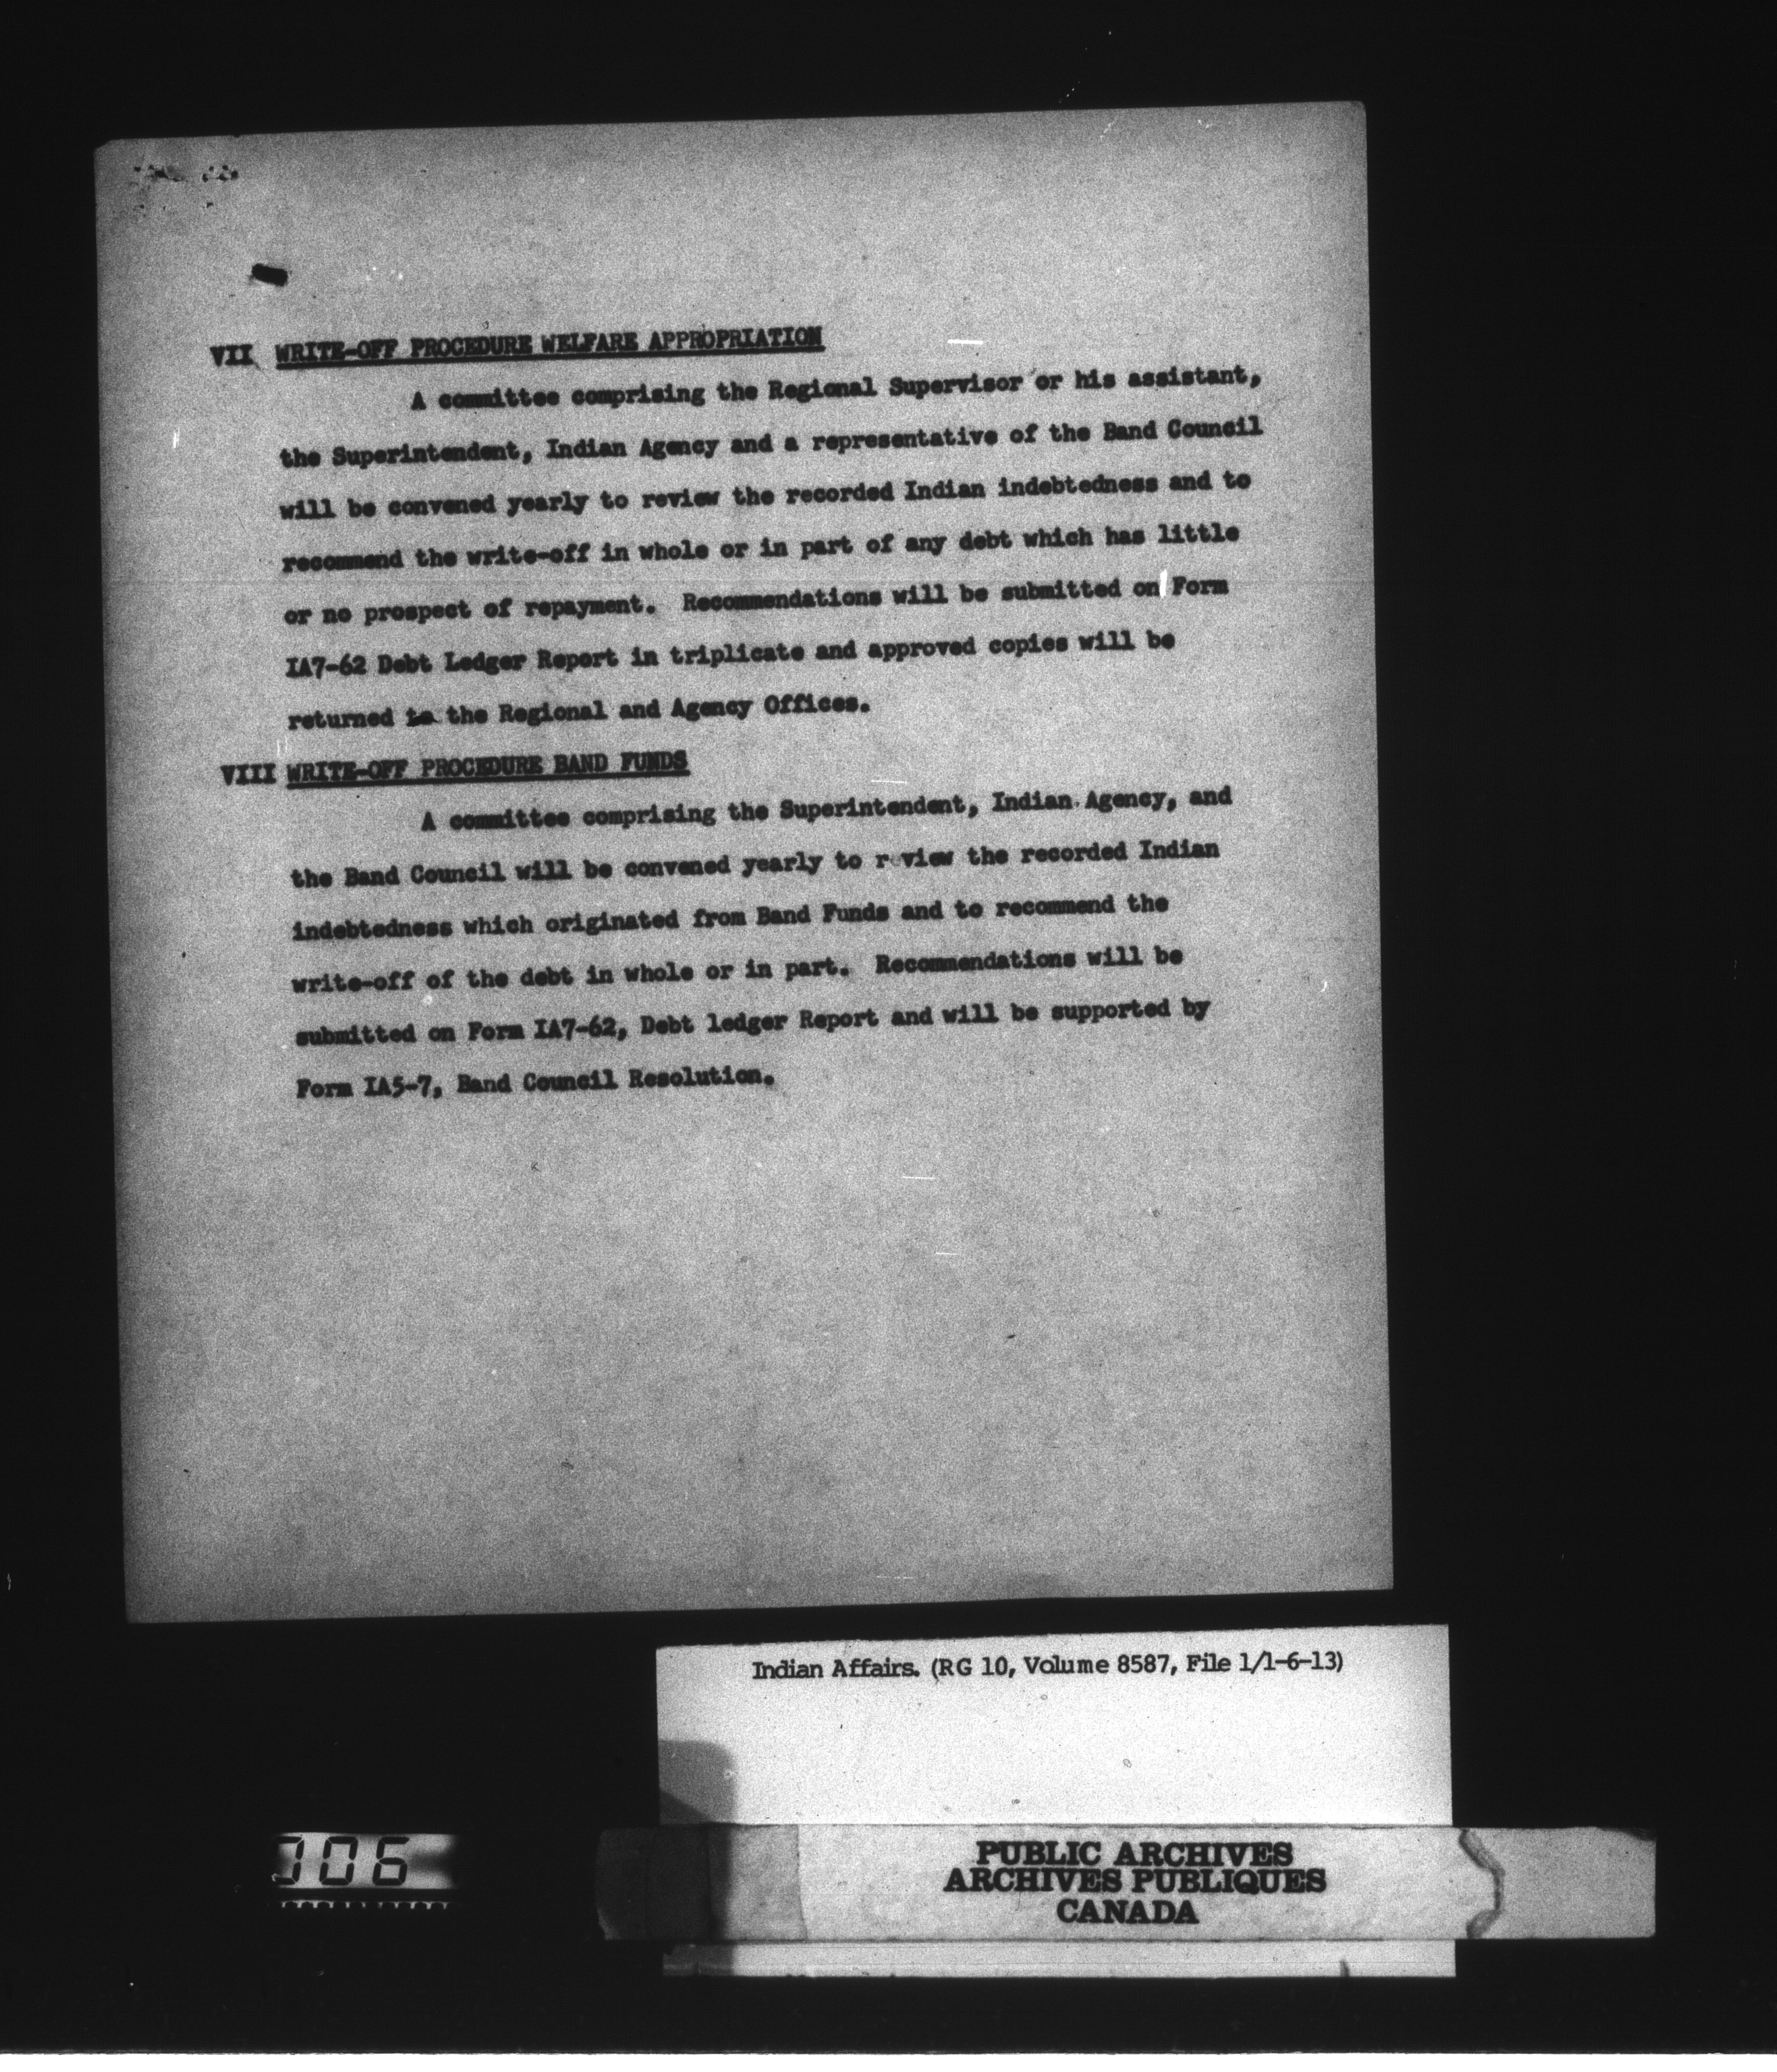 VII WRITE-OFF PROCEDURE WELFARE APPROPRIATION
A committee comprising the Regional Supervisor or his assistant,
the Superintendent, Indian Agency and a representative of the Band Council
will be convened yearly to review the recorded Indian indebtedness and to
recommend the write-off in whole or in part of any debt which has little
or no prospect of repayment. Recommendations will be submitted on Form
IA7-62 Debt Ledger Report in triplicate and approved copies will be
returned to the Regional and Agency Offices.
VIII WRITE-OFF PROCEDURE BAND FUNDS
A committee comprising the Superintendent, Indian Agency, and
the Band Council will be convened yearly to review the recorded Indian
indebtedness which originated from Band Funds and to recommend the
write-off of the debt in whole or in part. Recommendations will be
submitted on Form IA7-62, Debt ledger Report and will be supported by
Form IA5-7, Band Council Resolution.
Indian Affairs. (RG 10, Volume 8587, File 1/1-6-13)
306
PUBLIC ARCHIVES
ARCHIVES PUBLIQUES
CANADA